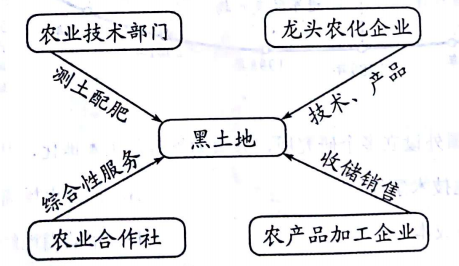 农业技术部门
龙头农化企业
测土配肥
技术、产品
黑土地
综合性服务
收储销售
农业合作社
农产品加工企业